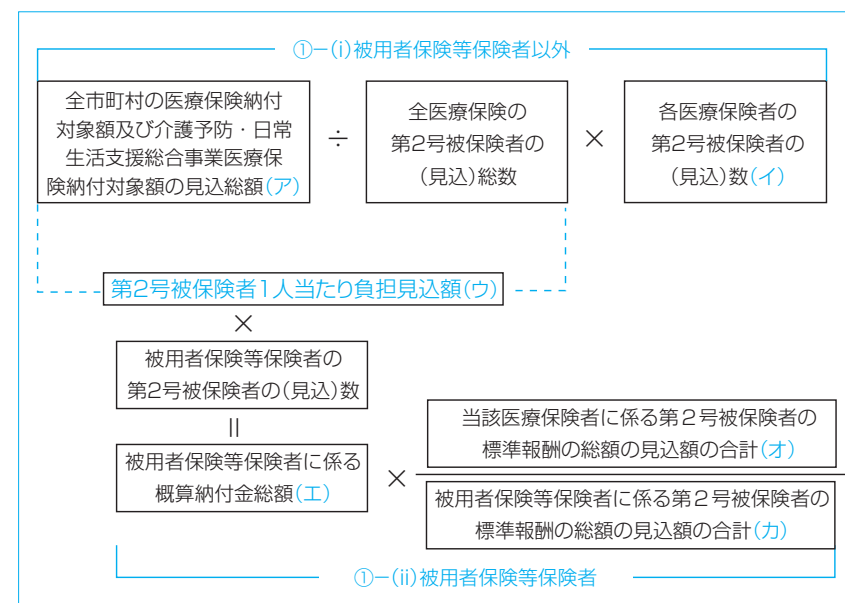 ①−(i)被用者保険等保険者以外
全市町村の医療保険納付
対象額及び介護予防・日常
生活支援総合事業医療保
険納付対象額の見込総額(ア)
÷
全医療保険の
第2号被保険者の
(見込)総数
×
各医療保険者の
第2号被保険者の
(見込)数(イ)
第2号被保険者1人当たり負担見込額(ウ)
×
被用者保険等保険者の
第2号被保険者の(見込)数
=
被用者保険等保険者に係る
概算納付金総額(エ)
×
当該医療保険者に係る第2号被保険者の
標準報酬の総額の見込額の合計(オ)
被用者保険等保険者に係る第2号被保険者の
標準報酬の総額の見込額の合計(カ)
①−(ii)被用者保険等保険者